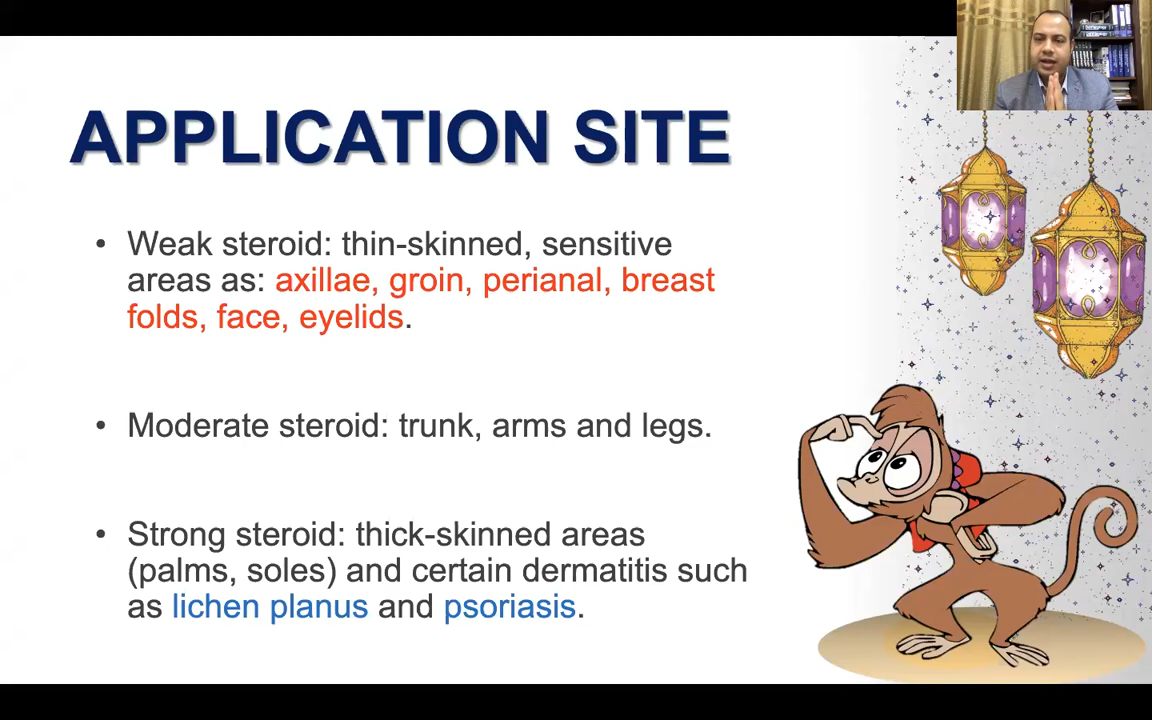 APPLICATION SITE
• Weak steroid: thin-skinned, sensitive
areas as: axillae, groin, perianal, breast
folds, face, eyelids.
• Moderate steroid: trunk, arms and legs.
• Strong steroid: thick-skinned areas
(palms, soles) and certain dermatitis such
as lichen planus and psoriasis.